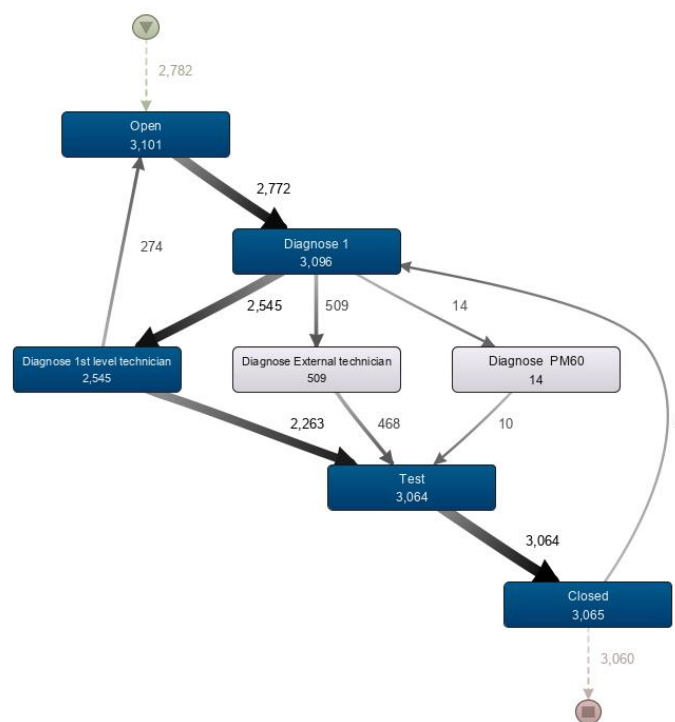 2,782
Open
3,101
2,772
274
Diagnose 1
3,096
2,545
509
14
Diagnose 1st level technician
2,545
Diagnose External technician
509
Diagnose PM60
14
2,263
468
10
Test
3,064
3,064
Closed
3,065
3,060